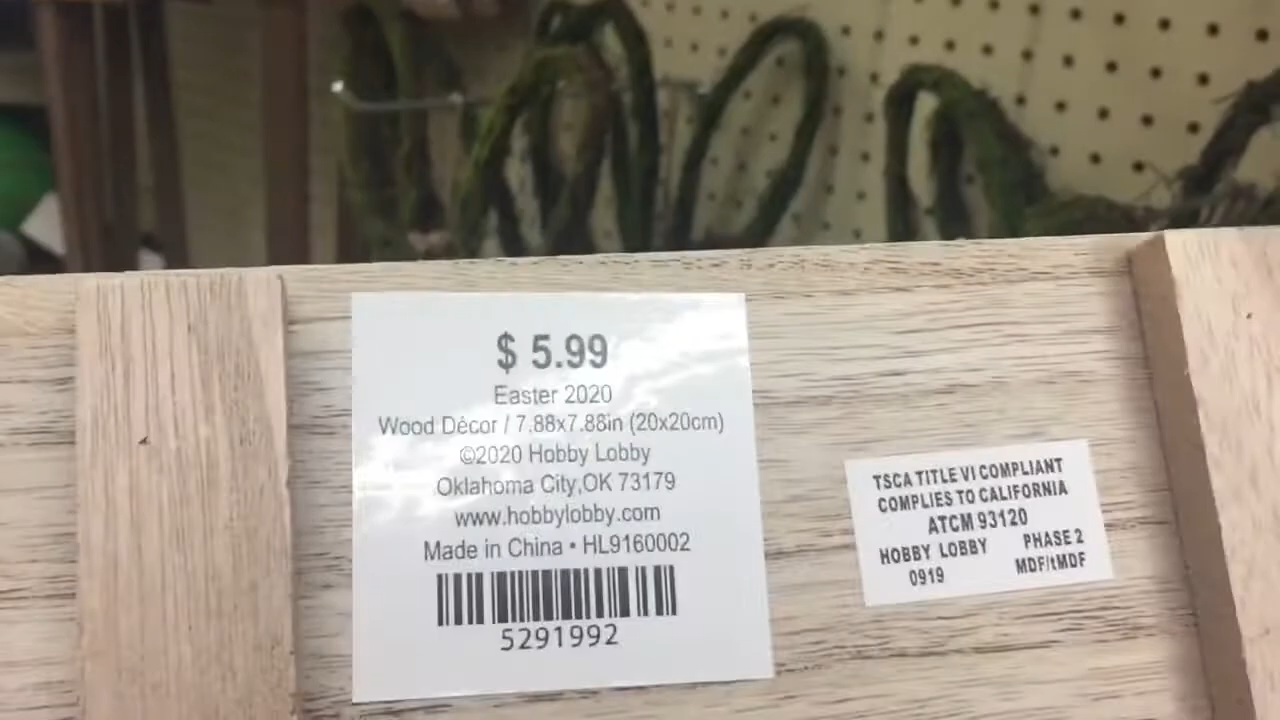 $ 5.99
Easter 2020
Wood Décor / 7.88x7.88in (20x20cm)
©2020 Hobby Lobby
Oklahoma City,OK 73179
www.hobbylobby.com
Made in China • HL9160002
5291992
TSCA TITLE VI COMPLIANT
COMPLIES TO CALIFORNIA
ATCM 93120
HOBBY LOBBY PHASE 2
0919 MDF/tMDF